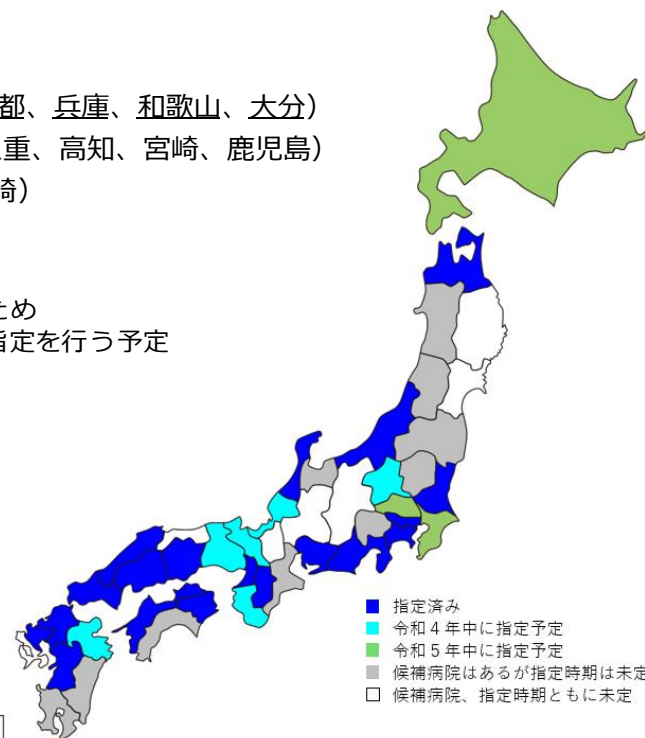 都、兵庫、和歌山、大分)
重、高知、宮崎、鹿児島)
崎)
ため
指定を行う予定
指定済み
令和4年中に指定予定
令和5年中に指定予定
候補病院はあるが指定時期は未定
候補病院、指定時期ともに未定